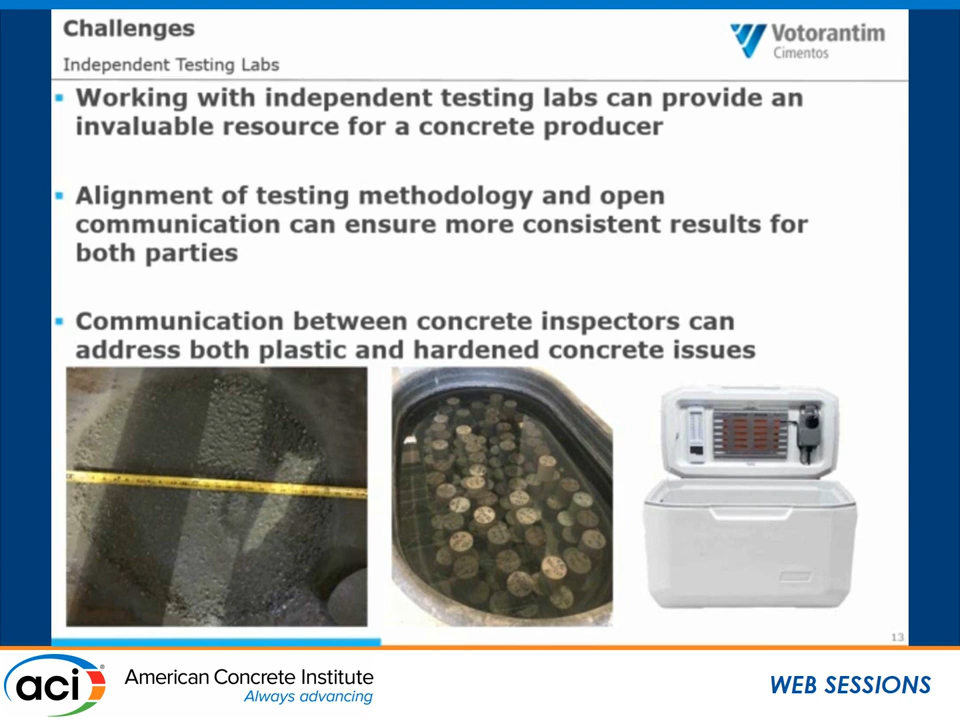 Challenges
Votorantim
Cimentos
Independent Testing Labs
Working with independent testing labs can provide an
invaluable resource for a concrete producer
Alignment of testing methodology and open
communication can ensure more consistent results for
both parties
Communication between concrete inspectors can
address both plastic and hardened concrete issues
13
aci
American Concrete Institute
Always advancing
WEB SESSIONS